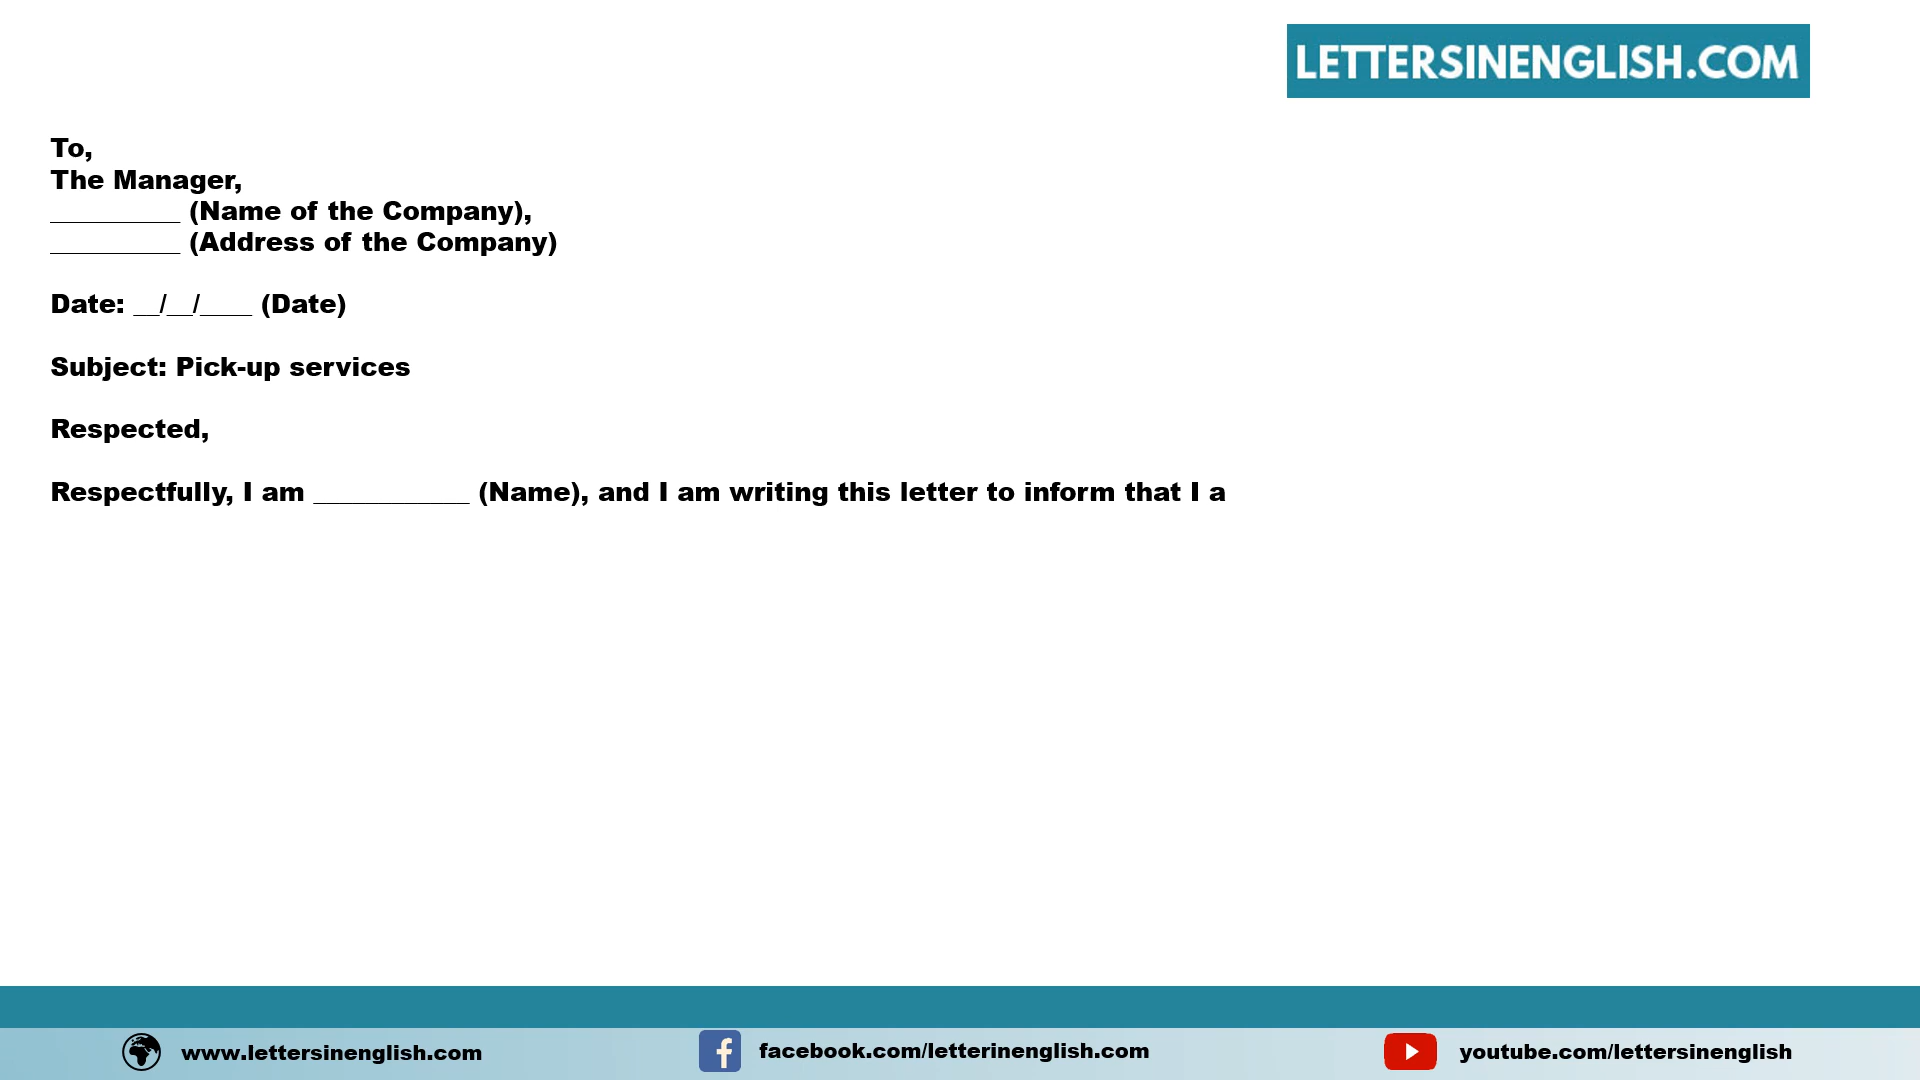 LETTERSINENGLISH.COM
To,
The Manager,
__________ (Name of the Company),
__________ (Address of the Company)
Date: __/__/____ (Date)
Subject: Pick-up services
Respected,
Respectfully, I am ____________ (Name), and I am writing this letter to inform that I a
www.lettersinenglish.com
facebook.com/letterinenglish.com
youtube.com/lettersinenglish